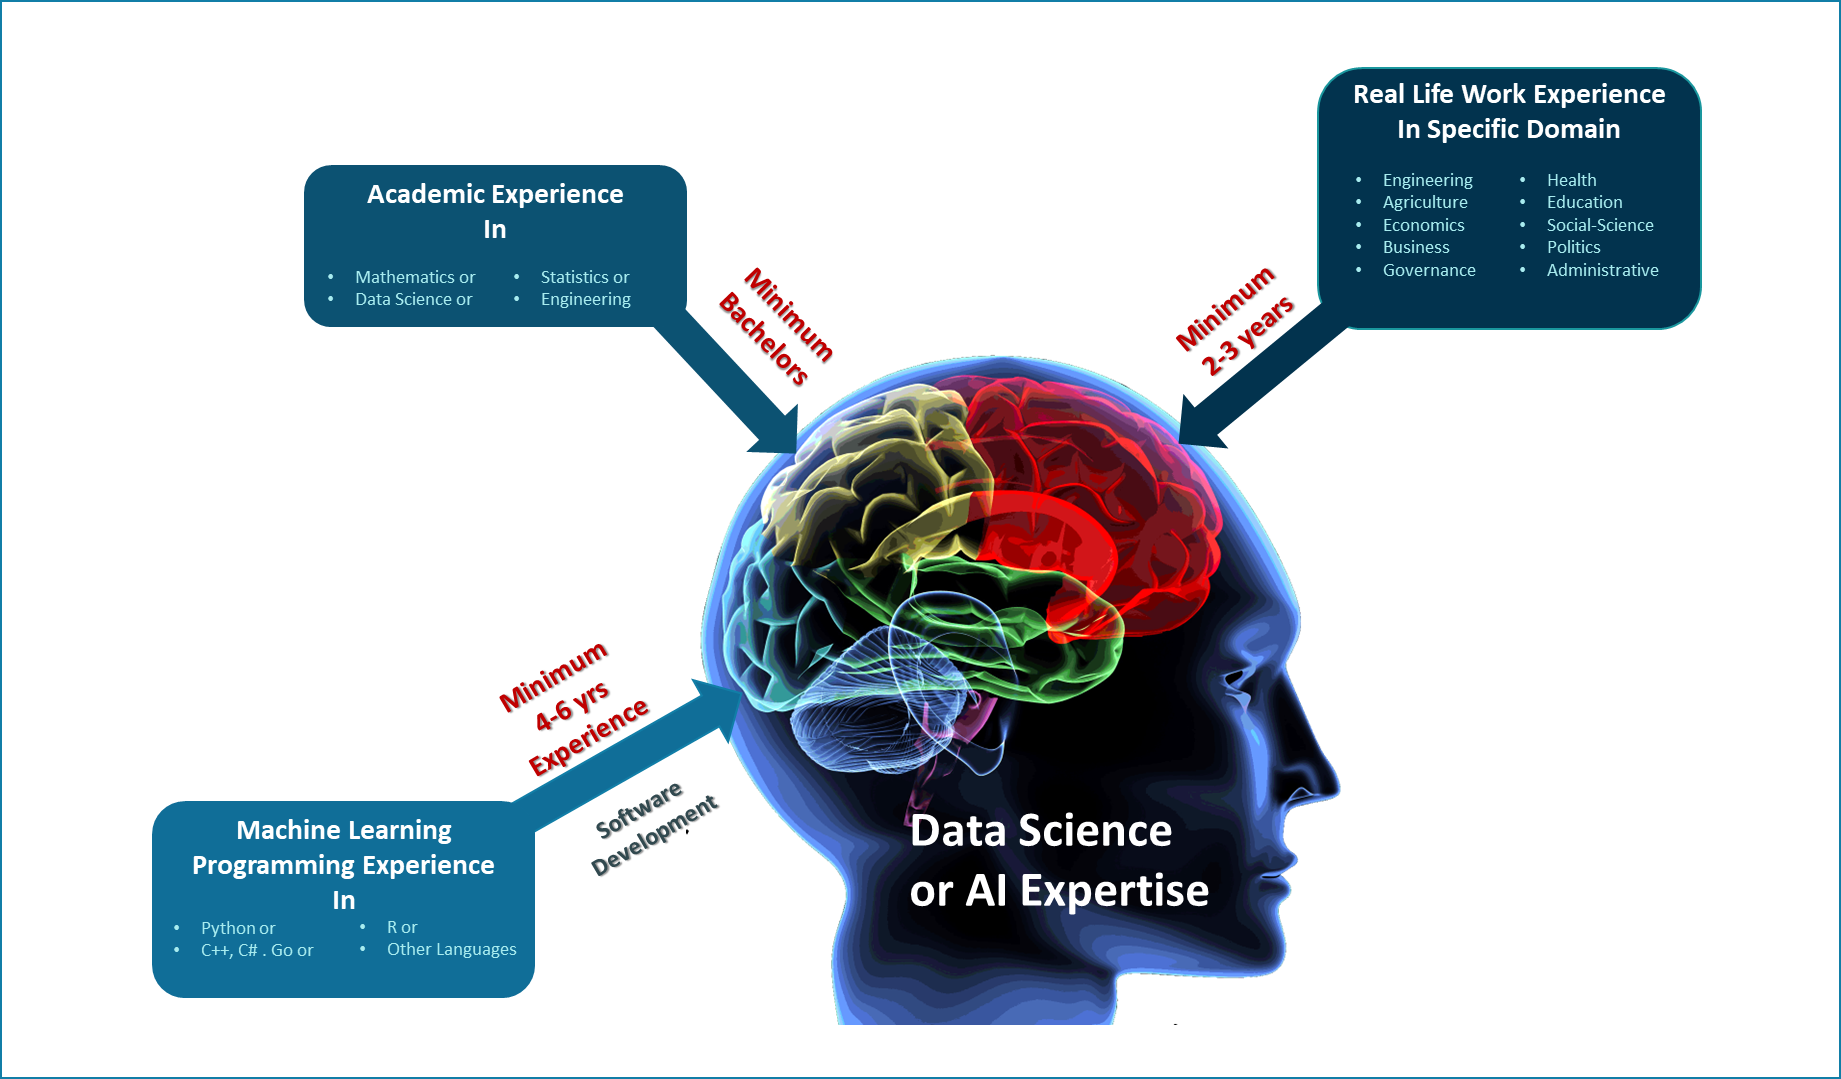 Real Life Work Experience
In Specific Domain
• Engineering
• Agriculture
• Economics
• Business
• Governance
• Health
• Education
• Social-Science
• Politics
• Administrative
Academic Experience
In
• Mathematics or
• Data Science or
• Statistics or
• Engineering
Minimum
Bachelors
Minimum
2-3 years
Minimum
4-6 yrs
Experience
Software
Development
Machine Learning
Programming Experience
In
• Python or
• C++, C# . Go or
• R or
• Other Languages
Data Science
or AI Expertise